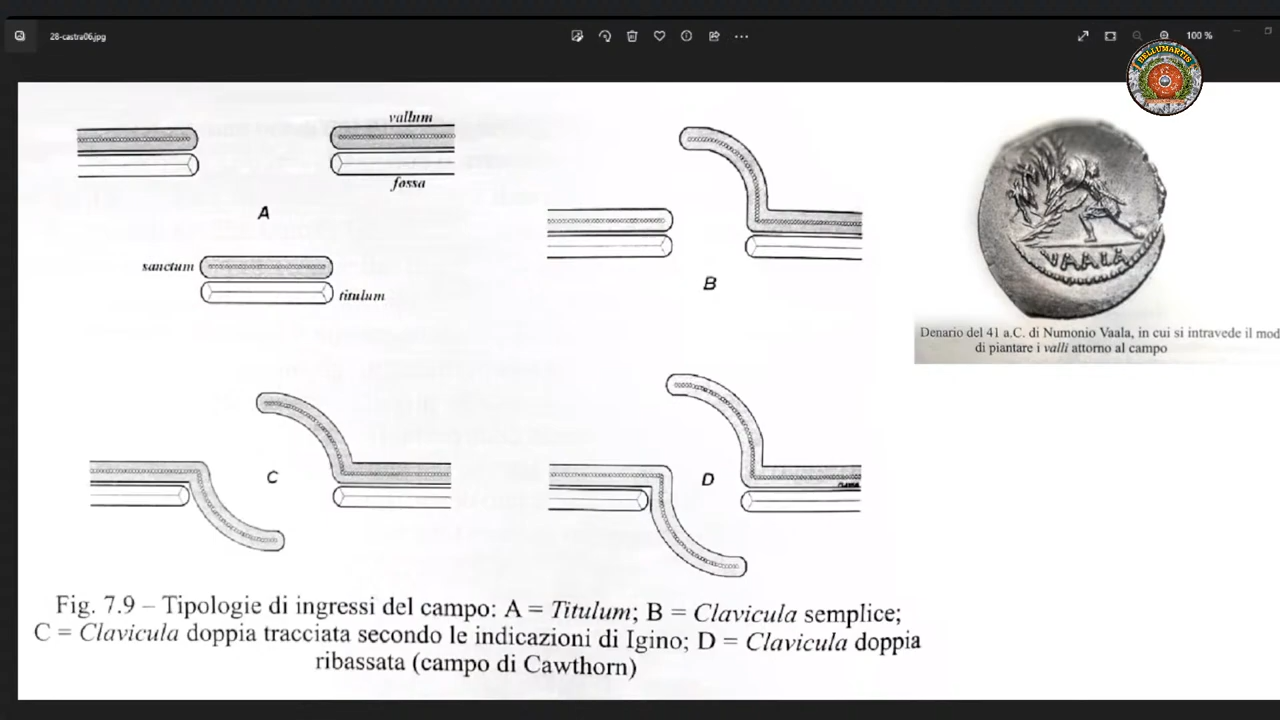 28-castra06.jpg
100 %
BELLUMARTIS
vallum
fossa
A
sanctum
titulum
B
VAALA
Denario del 41 a.C. di Numonio Vaala, in cui si intravede il mod
di piantare i valli attorno al campo
C
D
Fig. 7.9 – Tipologie di ingressi del campo: A = Titulum; B = Clavicula semplice;
C = Clavicula doppia tracciata secondo le indicazioni di Igino; D = Clavicula doppia
ribassata (campo di Cawthorn)